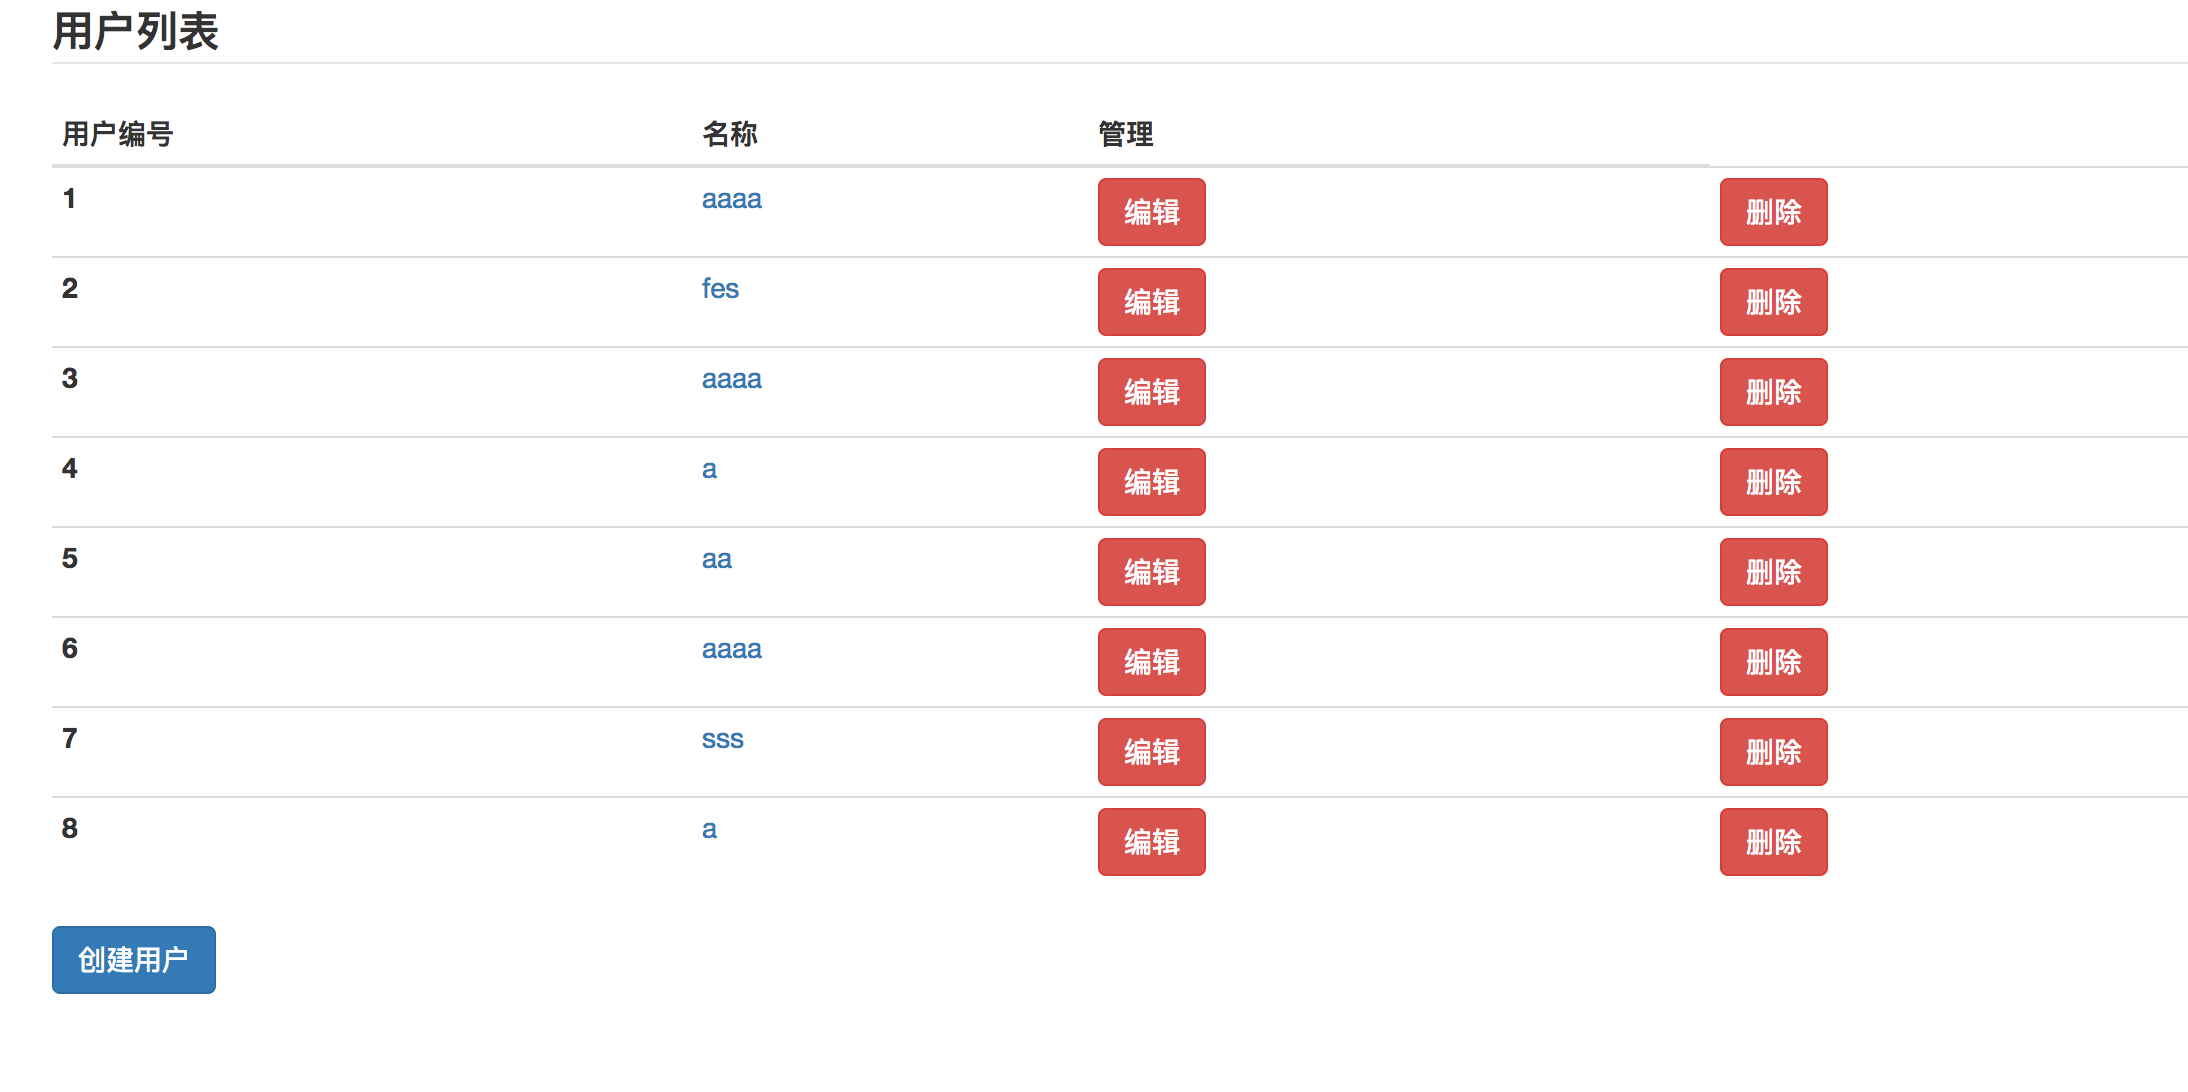 用户列表
用户编号 名称 管理
1 aaaa 编辑 删除
2 fes 编辑 删除
3 aaaa 编辑 删除
4 a 编辑 删除
5 aa 编辑 删除
6 aaaa 编辑 删除
7 sss 编辑 删除
8 a 编辑 删除
创建用户